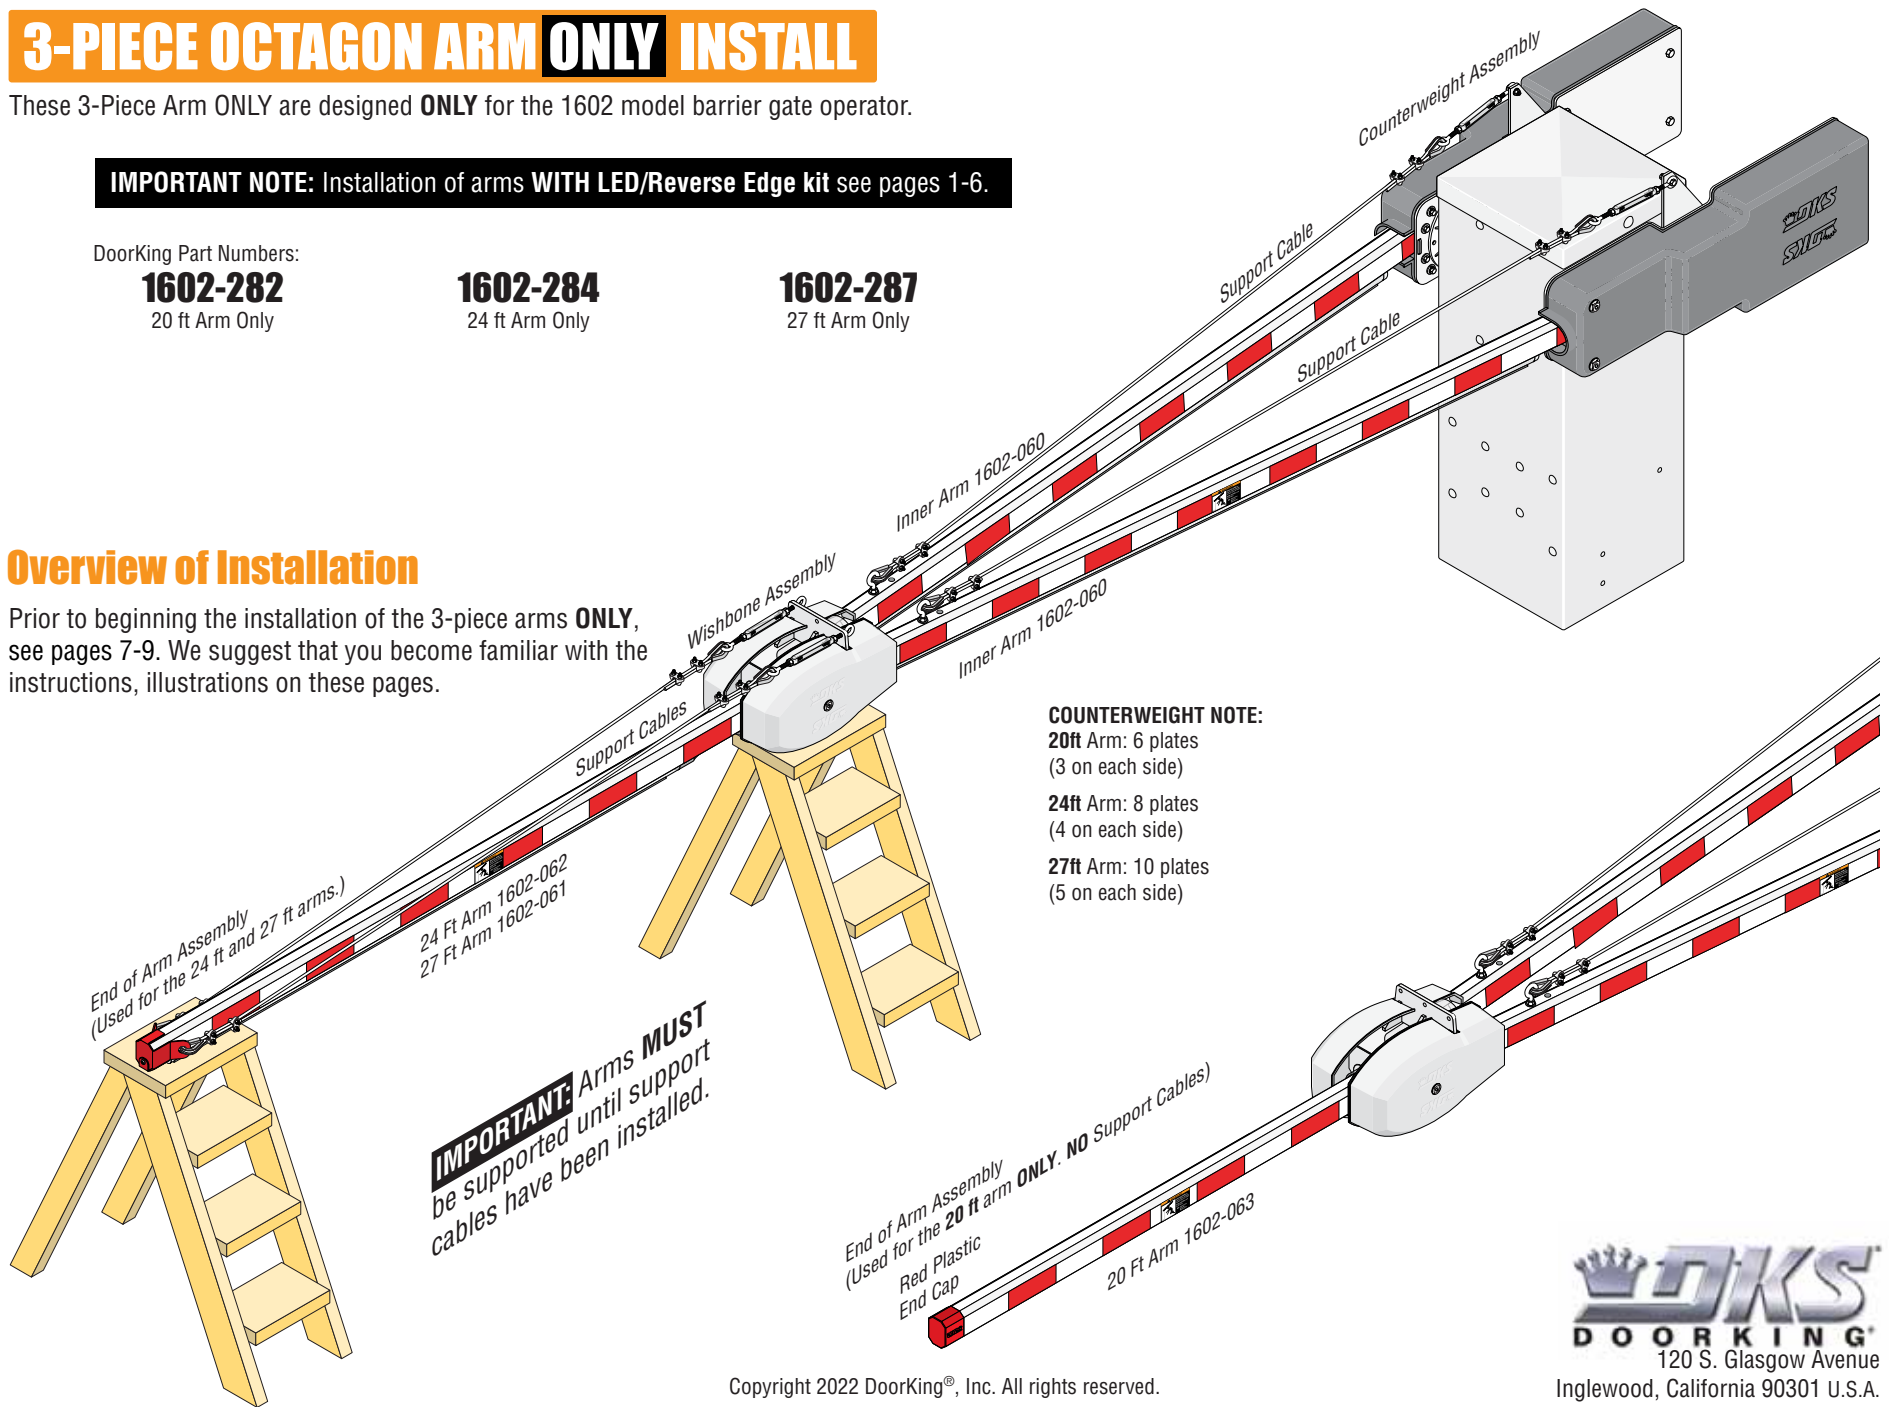 3-PIECE OCTAGON ARM ONLY INSTALL
These 3-Piece Arm ONLY are designed ONLY for the 1602 model barrier gate operator.
IMPORTANT NOTE: Installation of arms WITH LED/Reverse Edge kit see pages 1-6.
DoorKing Part Numbers:
1602-282
20 ft Arm Only
1602-284
24 ft Arm Only
1602-287
27 ft Arm Only
Counterweight Assembly
Support Cable
Support Cable
DKS
DKS
Inner Arm 1602-060
Inner Arm 1602-060
Wishbone Assembly
Support Cables
Overview of Installation
Prior to beginning the installation of the 3-piece arms ONLY,
see pages 7-9. We suggest that you become familiar with the
instructions, illustrations on these pages.
COUNTERWEIGHT NOTE:
20ft Arm: 6 plates
(3 on each side)
24ft Arm: 8 plates
(4 on each side)
27ft Arm: 10 plates
(5 on each side)
End of Arm Assembly
(Used for the 24 ft and 27 ft arms.)
24 Ft Arm 1602-062
27 Ft Arm 1602-061
IMPORTANT: Arms MUST
be supported until support
cables have been installed.
End of Arm Assembly
(Used for the 20 ft arm ONLY. NO Support Cables)
Red Plastic
End Cap
20 Ft Arm 1602-063
DKS
DOORKING
120 S. Glasgow Avenue
Inglewood, California 90301 U.S.A.
Copyright 2022 DoorKing®, Inc. All rights reserved.